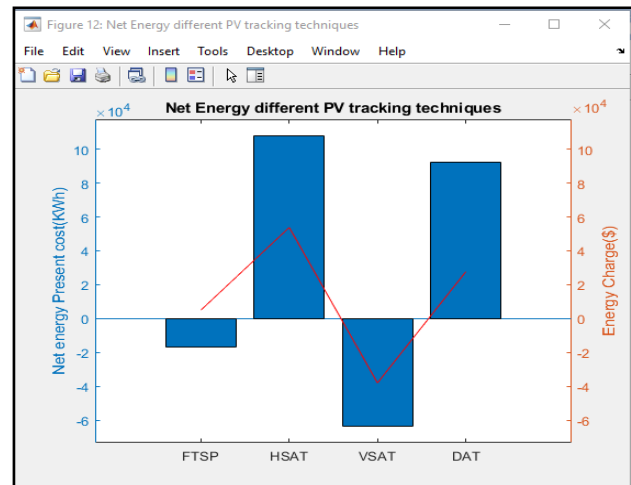 Figure 12: Net Energy different PV tracking techniques
File Edit View Insert Tools Desktop Window Help
×10⁴ Net Energy different PV tracking techniques ×10⁴
10 10
8 8
6 6
4 4
2 2
0 0
-2 -2
-4 -4
-6 -6
Net energy Present cost(KWh)
Energy Charge($)
FTSP HSAT VSAT DAT